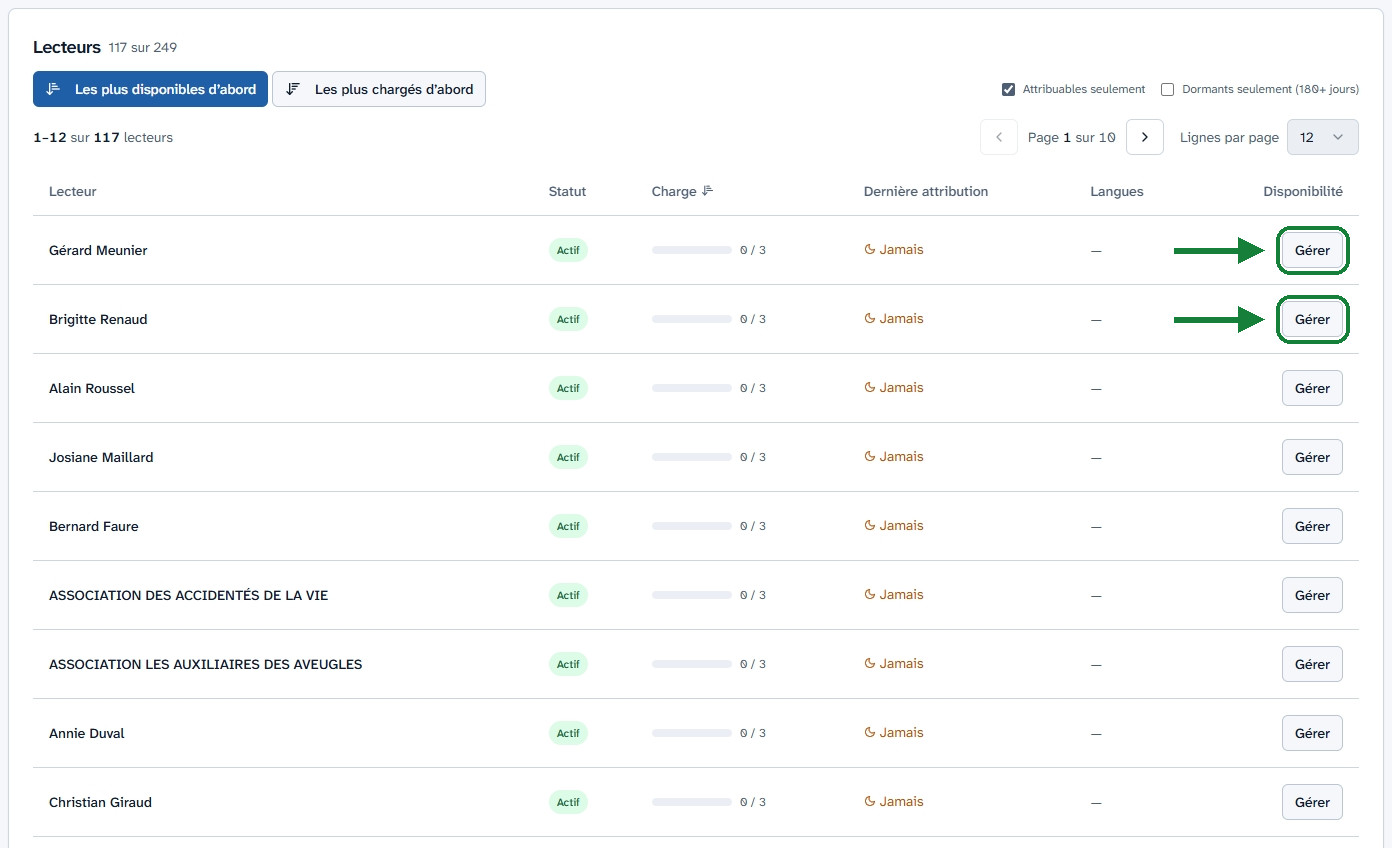 Lecteurs 117 sur 249
Les plus disponibles d’abord Les plus chargés d’abord Attribuables seulement Dormants seulement (180+ jours)
1–12 sur 117 lecteurs Page 1 sur 10 Lignes par page 12
Lecteur Statut Charge Dernière attribution Langues Disponibilité
Gérard Meunier Actif 0 / 3 Jamais — Gérer
Brigitte Renaud Actif 0 / 3 Jamais — Gérer
Alain Roussel Actif 0 / 3 Jamais — Gérer
Josiane Maillard Actif 0 / 3 Jamais — Gérer
Bernard Faure Actif 0 / 3 Jamais — Gérer
ASSOCIATION DES ACCIDENTÉS DE LA VIE Actif 0 / 3 Jamais — Gérer
ASSOCIATION LES AUXILIAIRES DES AVEUGLES Actif 0 / 3 Jamais — Gérer
Annie Duval Actif 0 / 3 Jamais — Gérer
Christian Giraud Actif 0 / 3 Jamais — Gérer